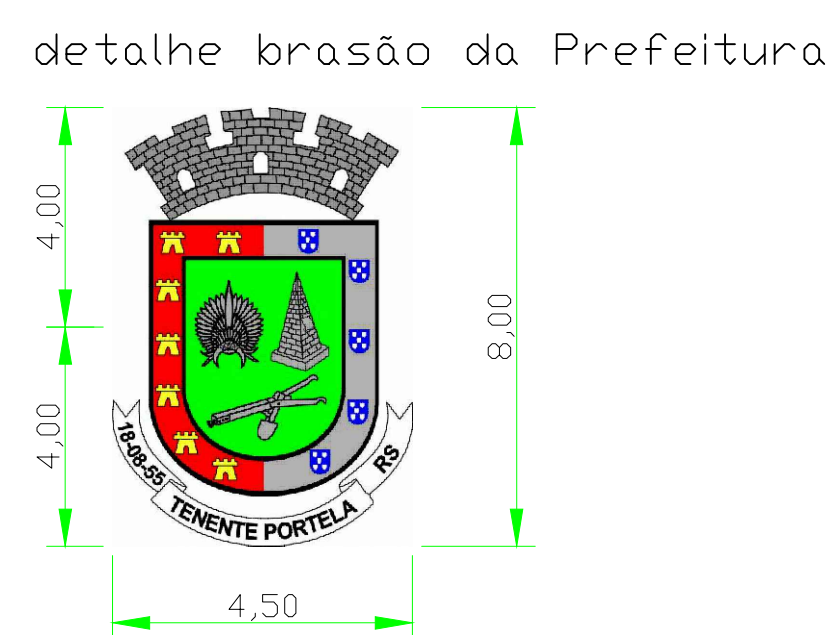 detalhe brasão da Prefeitura
4,00
8,00
4,00
18-08-55
RS
TENENTE PORTELA
4,50